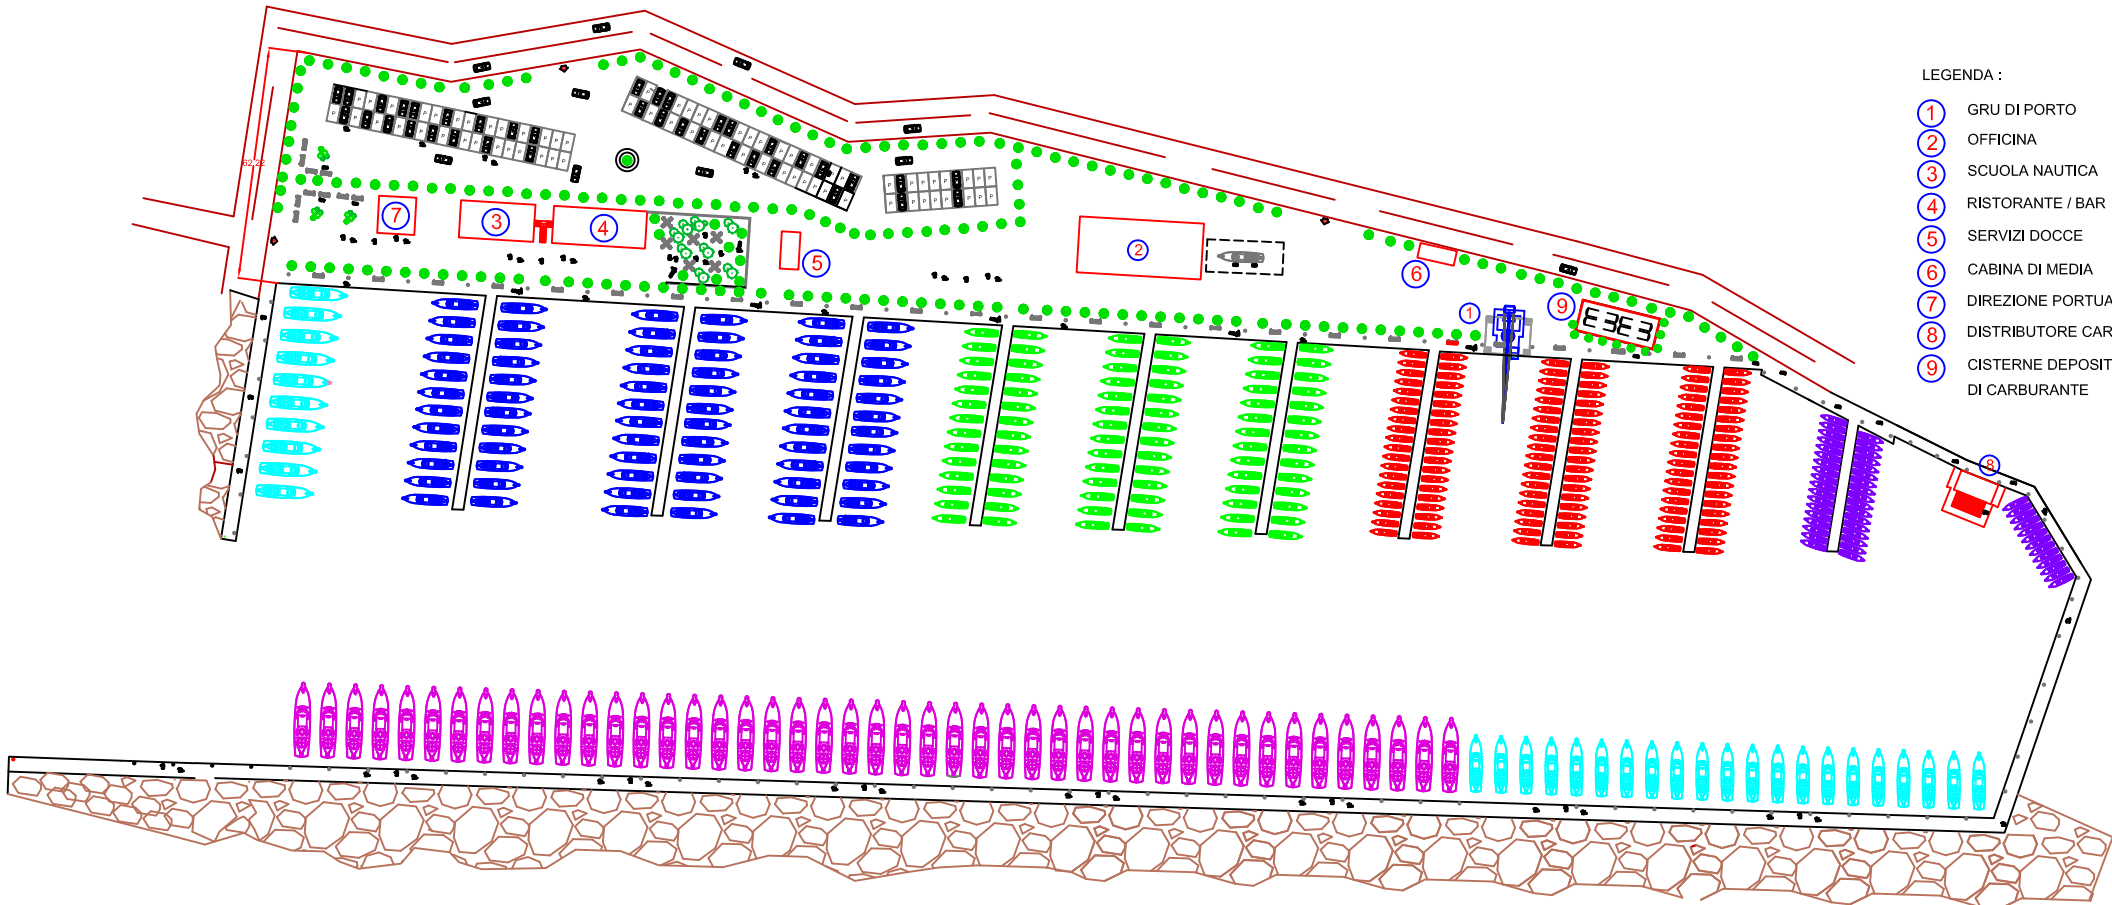 LEGENDA :
1 GRU DI PORTO
2 OFFICINA
3 SCUOLA NAUTICA
4 RISTORANTE / BAR
5 SERVIZI DOCCE
6 CABINA DI MEDIA
7 DIREZIONE PORTUA
8 DISTRIBUTORE CAR
9 CISTERNE DEPOSIT
DI CARBURANTE
62,22
7
3
4
5
2
6
1
9
8